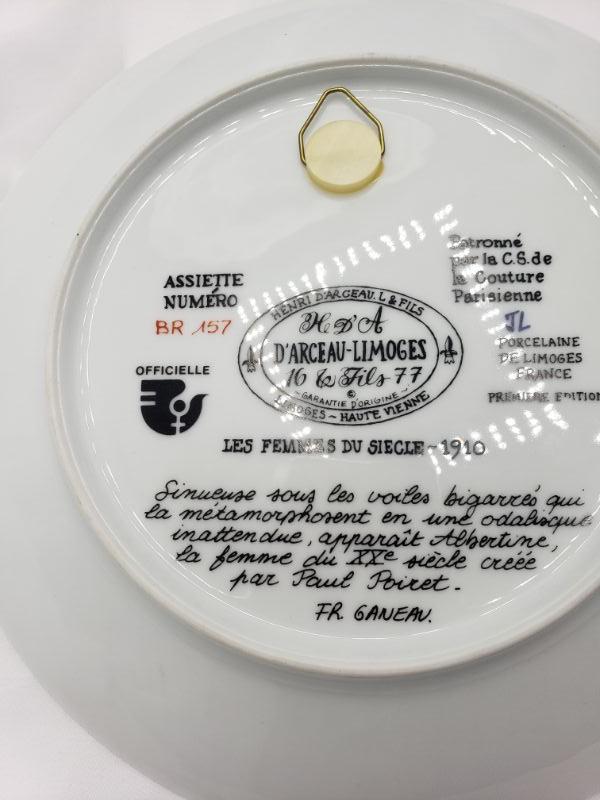 Patronné
par la C.S. de
la Couture
Parisienne
ASSIETTE
NUMÉRO
BR 157
HENRI D'ARCEAU. L & FILS
H D'A
D'ARCEAU-LIMOGES
16 & Fils 77
©
GARANTIE D'ORIGINE
LIMOGES - HAUTE VIENNE
JL
PORCELAINE
DE LIMOGES
FRANCE
PREMIÈRE EDITION
OFFICIELLE
LES FEMMES DU SIECLE - 1910
Sinueuse sous les voiles bigarrés qui
la métamorphosent en une odalisque
inattendue, apparaît Albertine,
la femme du XXe siècle créée
par Paul Poiret.
FR. GANEAU.